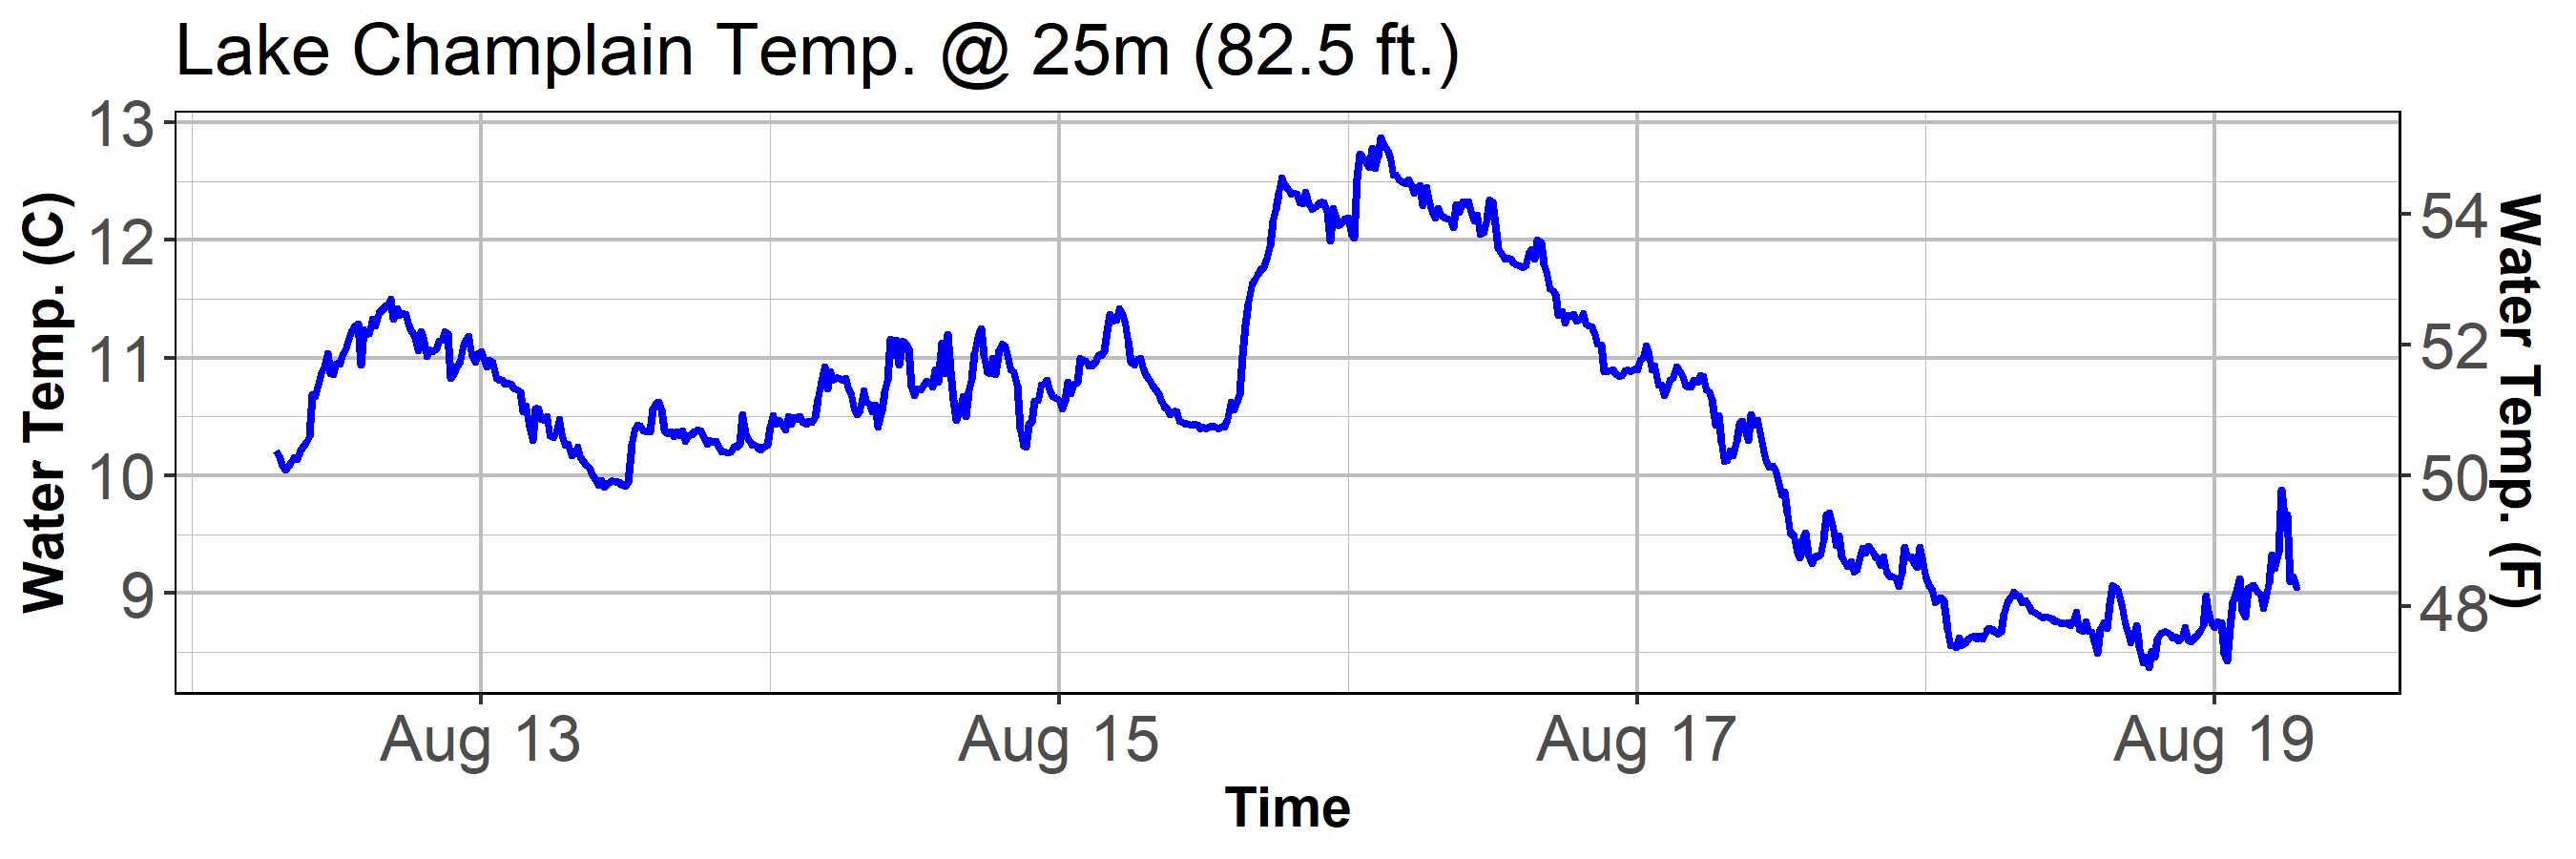 Lake Champlain Temp. @ 25m (82.5 ft.)
Water Temp. (C)
13
12
11
10
9
54
52
50
48
Water Temp. (F)
Aug 13 Aug 15 Aug 17 Aug 19
Time